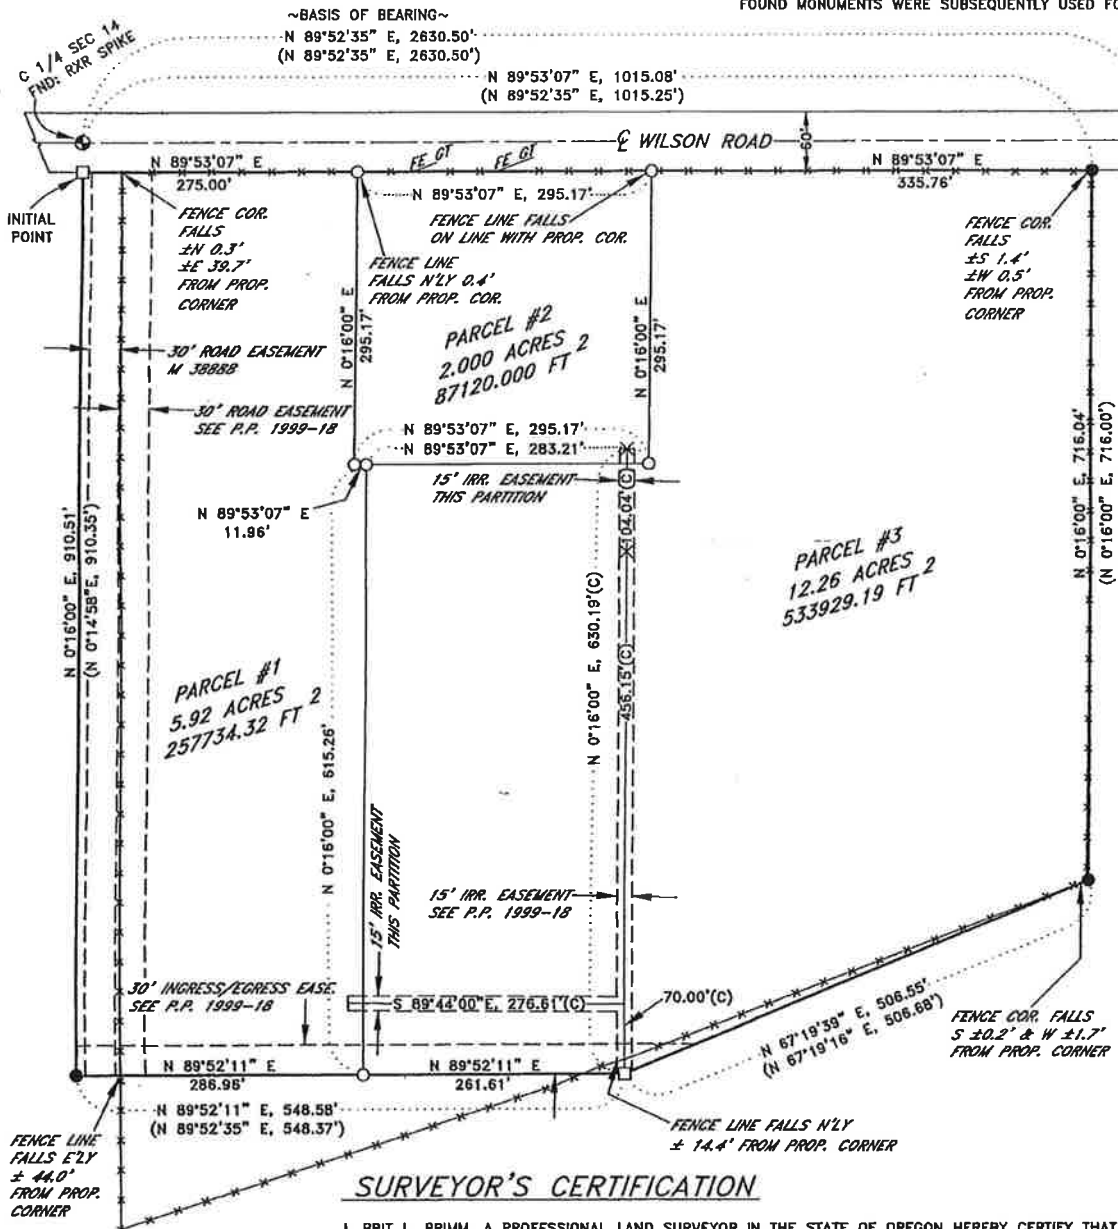 FOUND MONUMENTS WERE SUBSEQUENTLY USED FO
~BASIS OF BEARING~
N 89°52'35" E, 2630.50'
(N 89°52'35" E, 2630.50')
C 1/4 SEC 14
FND: RXR SPIKE
N 89°53'07" E, 1015.08'
(N 89°52'35" E, 1015.25')
℄ WILSON ROAD
60'
N 89°53'07" E
275.00'
FE GT
FE GT
N 89°53'07" E
335.76'
INITIAL
POINT
N 89°53'07" E, 295.17'
FENCE COR.
FALLS
±N 0.3'
±E 39.7'
FROM PROP.
CORNER
FENCE LINE
FALLS N'LY 0.4'
FROM PROP. COR.
FENCE LINE FALLS
ON LINE WITH PROP. COR.
FENCE COR.
FALLS
±S 1.4'
±W 0.5'
FROM PROP.
CORNER
30' ROAD EASEMENT
M 38888
30' ROAD EASEMENT
SEE P.P. 1999-18
N 0°16'00" E
295.17'
PARCEL #2
2.000 ACRES
87120.000 FT 2
N 0°16'00" E
295.17'
N 89°53'07" E, 295.17'
N 89°53'07" E, 283.21'
15' IRR. EASEMENT
THIS PARTITION
N 89°53'07" E
11.96'
104.04'(C)
N 0°16'00" E, 716.04'
(N 0°16'00" E, 716.00')
PARCEL #3
12.26 ACRES
533929.19 FT 2
N 0°16'00" E, 910.51'
(N 0°14'58"E, 910.35')
PARCEL #1
5.92 ACRES
257734.32 FT 2
N 0°16'00" E, 615.26'
N 0°16'00" E, 630.19'(C)
456.15'(C)
15' IRR. EASEMENT
THIS PARTITION
15' IRR. EASEMENT
SEE P.P. 1999-18
30' INGRESS/EGRESS EASE.
SEE P.P. 1999-18
S 89°44'00"E, 276.61'(C)
70.00'(C)
N 67°19'39" E, 506.55'
(N 67°19'16" E, 506.68')
FENCE COR. FALLS
S ±0.2' & W ±1.7'
FROM PROP. CORNER
N 89°52'11" E
286.96'
N 89°52'11" E
261.61'
N 89°52'11" E, 548.58'
(N 89°52'35" E, 548.37')
FENCE LINE
FALLS E'LY
± 44.0'
FROM PROP.
CORNER
FENCE LINE FALLS N'LY
± 14.4' FROM PROP. CORNER
SURVEYOR'S CERTIFICATION
I, BRIT L. PRIMM, A PROFESSIONAL LAND SURVEYOR IN THE STATE OF OREGON HEREBY CERTIFY THAT